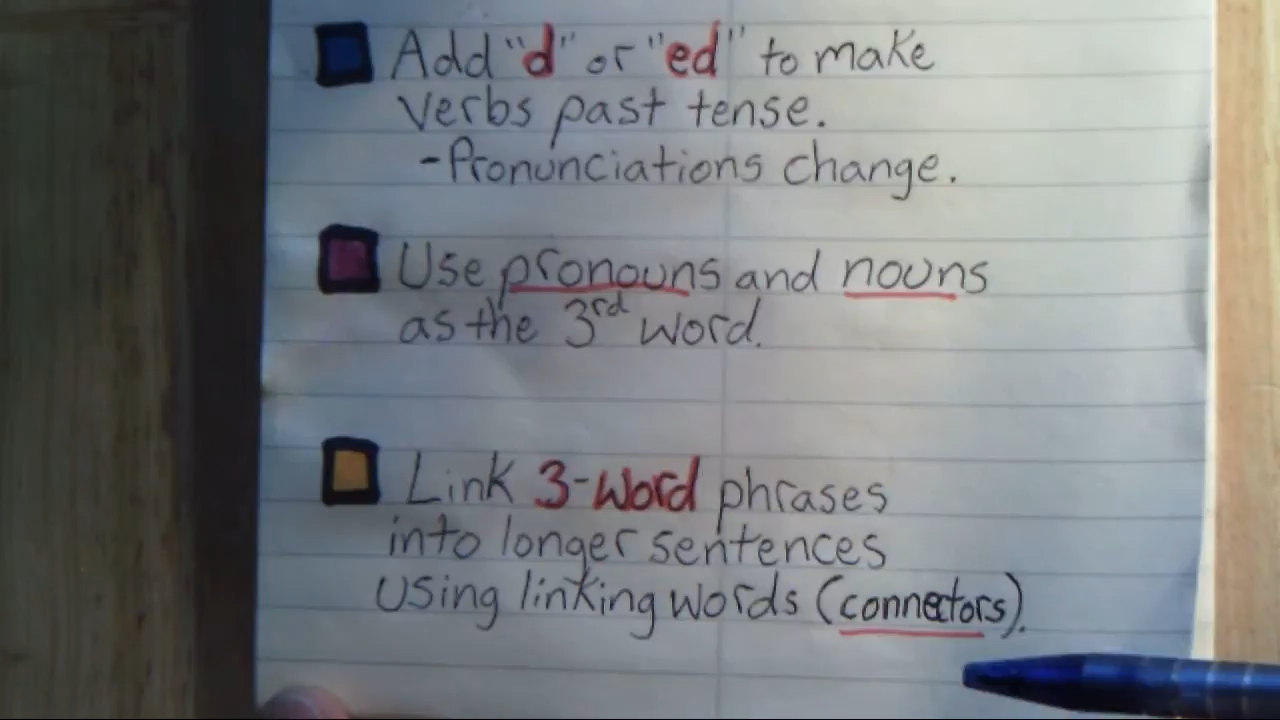 Add "d" or "ed" to make
verbs past tense.
-Pronunciations change.
Use pronouns and nouns
as the 3rd word.
Link 3-word phrases
into longer sentences
using linking words (connectors).